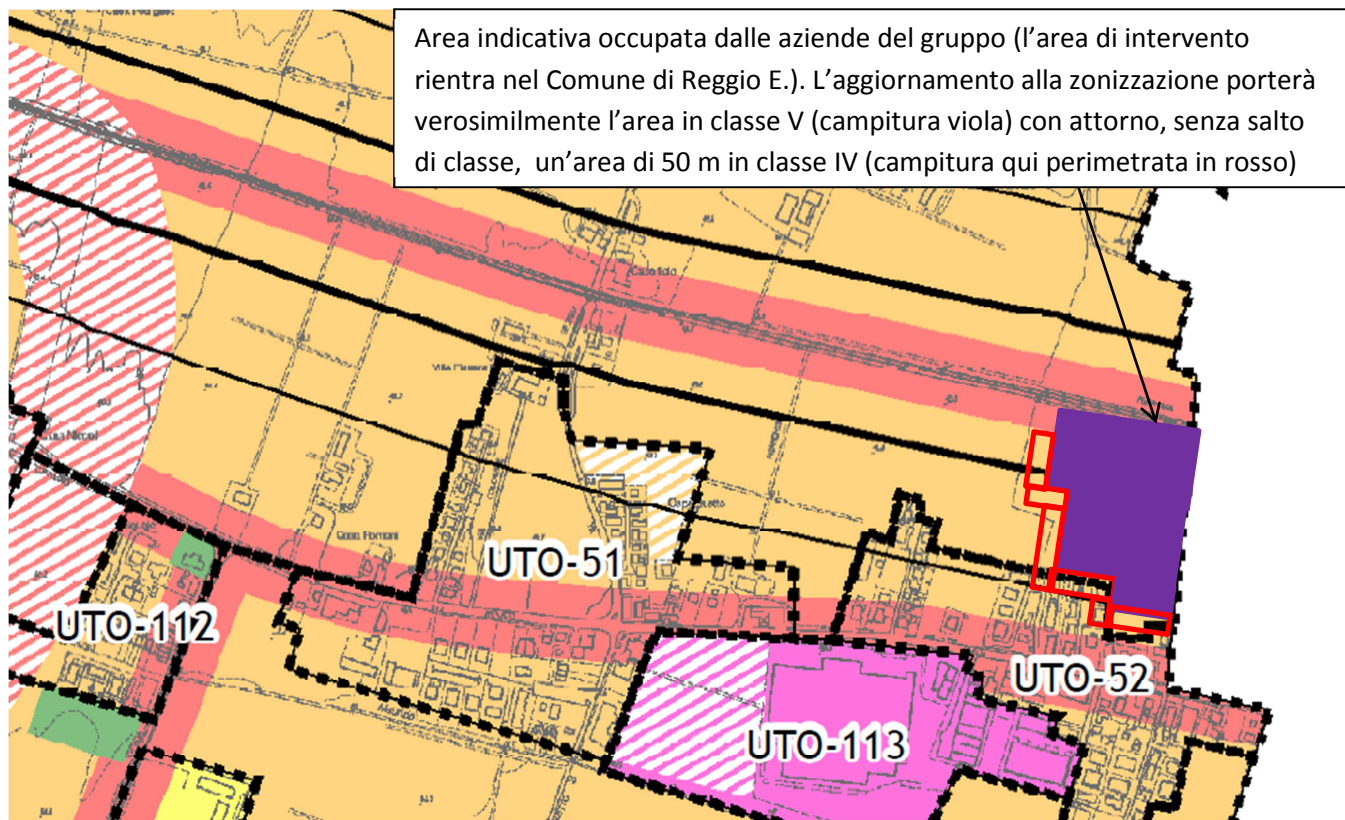 Area indicativa occupata dalle aziende del gruppo (l’area di intervento
rientra nel Comune di Reggio E.). L’aggiornamento alla zonizzazione porterà
verosimilmente l’area in classe V (campitura viola) con attorno, senza salto
di classe, un’area di 50 m in classe IV (campitura qui perimetrata in rosso)
UTO-51
UTO-112
UTO-52
UTO-113